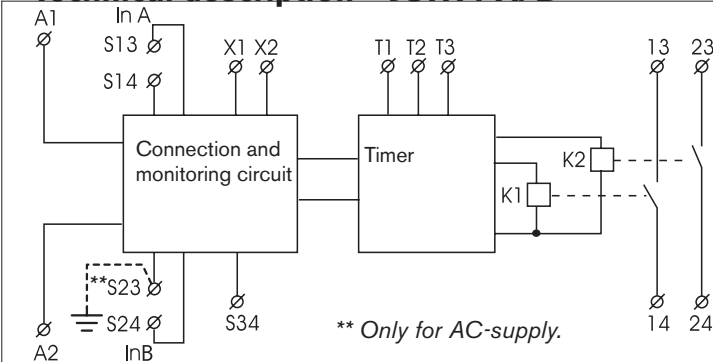 A1
In A
S13
S14
X1 X2
T1 T2 T3
13 23
Connection and
monitoring circuit
Timer
K2
K1
**S23
S24
S34
** Only for AC-supply.
14 24
A2
InB